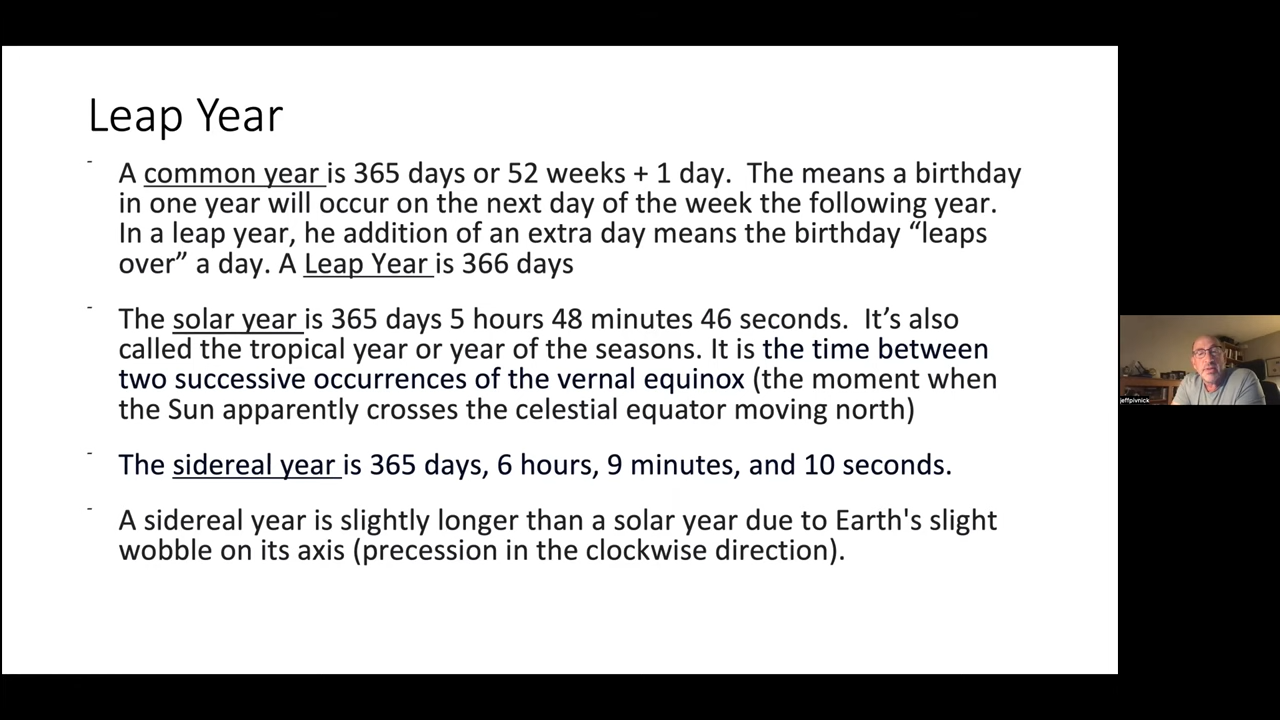 Leap Year
- A common year is 365 days or 52 weeks + 1 day.  The means a birthday
in one year will occur on the next day of the week the following year.
In a leap year, he addition of an extra day means the birthday “leaps
over” a day. A Leap Year is 366 days
- The solar year is 365 days 5 hours 48 minutes 46 seconds.  It’s also
called the tropical year or year of the seasons. It is the time between
two successive occurrences of the vernal equinox (the moment when
the Sun apparently crosses the celestial equator moving north)
- The sidereal year is 365 days, 6 hours, 9 minutes, and 10 seconds.
- A sidereal year is slightly longer than a solar year due to Earth's slight
wobble on its axis (precession in the clockwise direction).
jeffpivnick